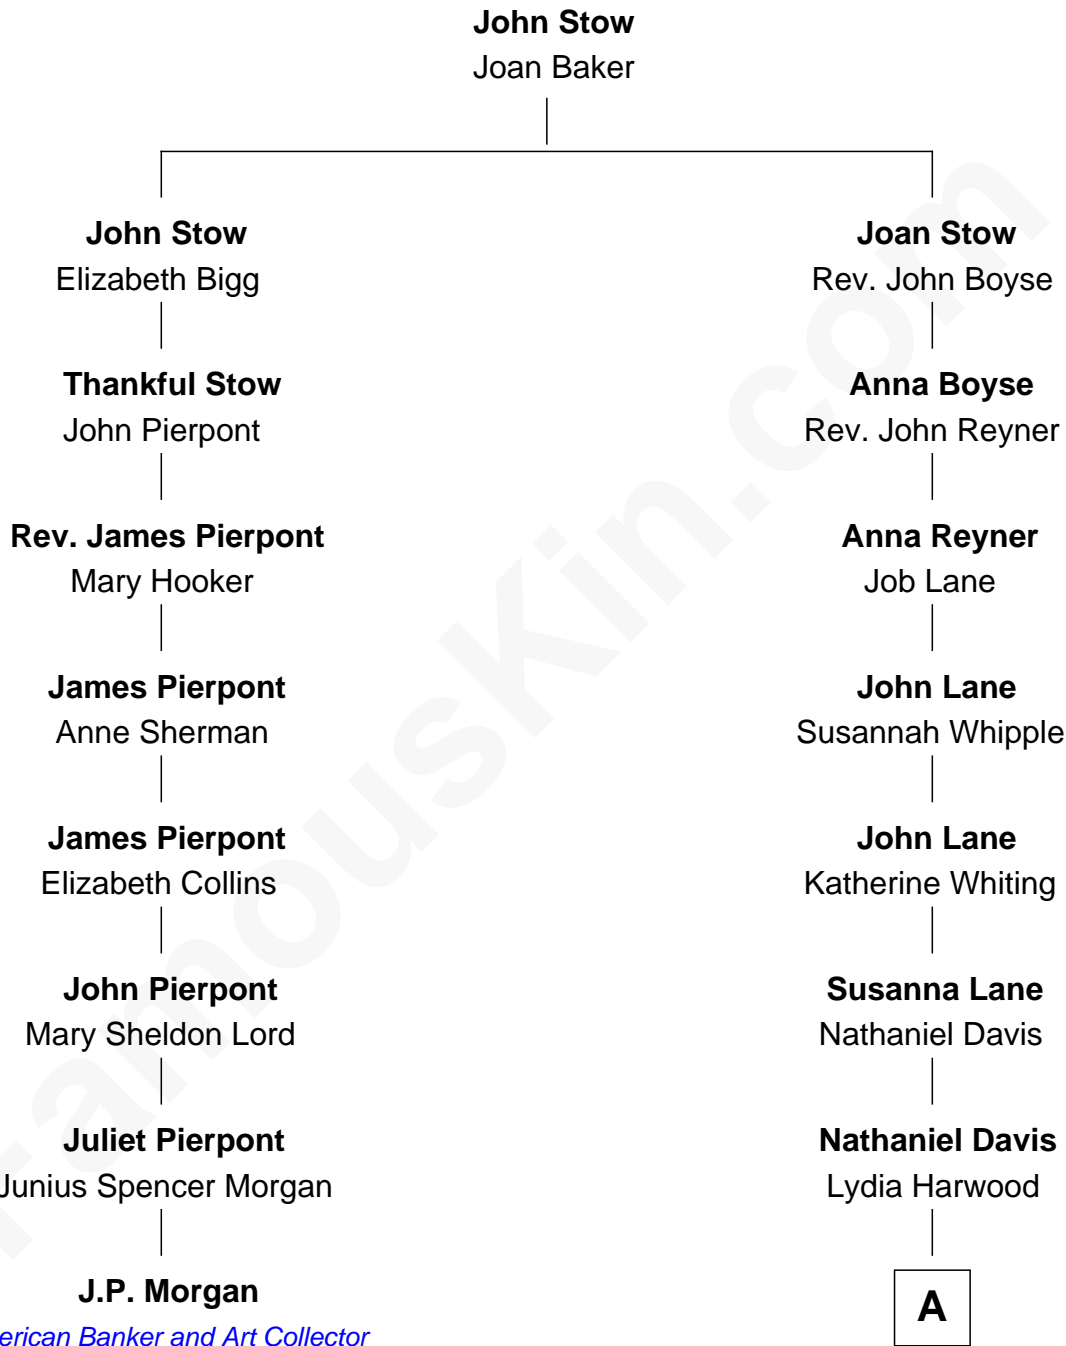 John Stow
Joan Baker
John Stow
Elizabeth Bigg
Thankful Stow
John Pierpont
Rev. James Pierpont
Mary Hooker
James Pierpont
Anne Sherman
James Pierpont
Elizabeth Collins
John Pierpont
Mary Sheldon Lord
Juliet Pierpont
Junius Spencer Morgan
J.P. Morgan
erican Banker and Art Collector
Joan Stow
Rev. John Boyse
Anna Boyse
Rev. John Reyner
Anna Reyner
Job Lane
John Lane
Susannah Whipple
John Lane
Katherine Whiting
Susanna Lane
Nathaniel Davis
Nathaniel Davis
Lydia Harwood
A
FamousKin.com